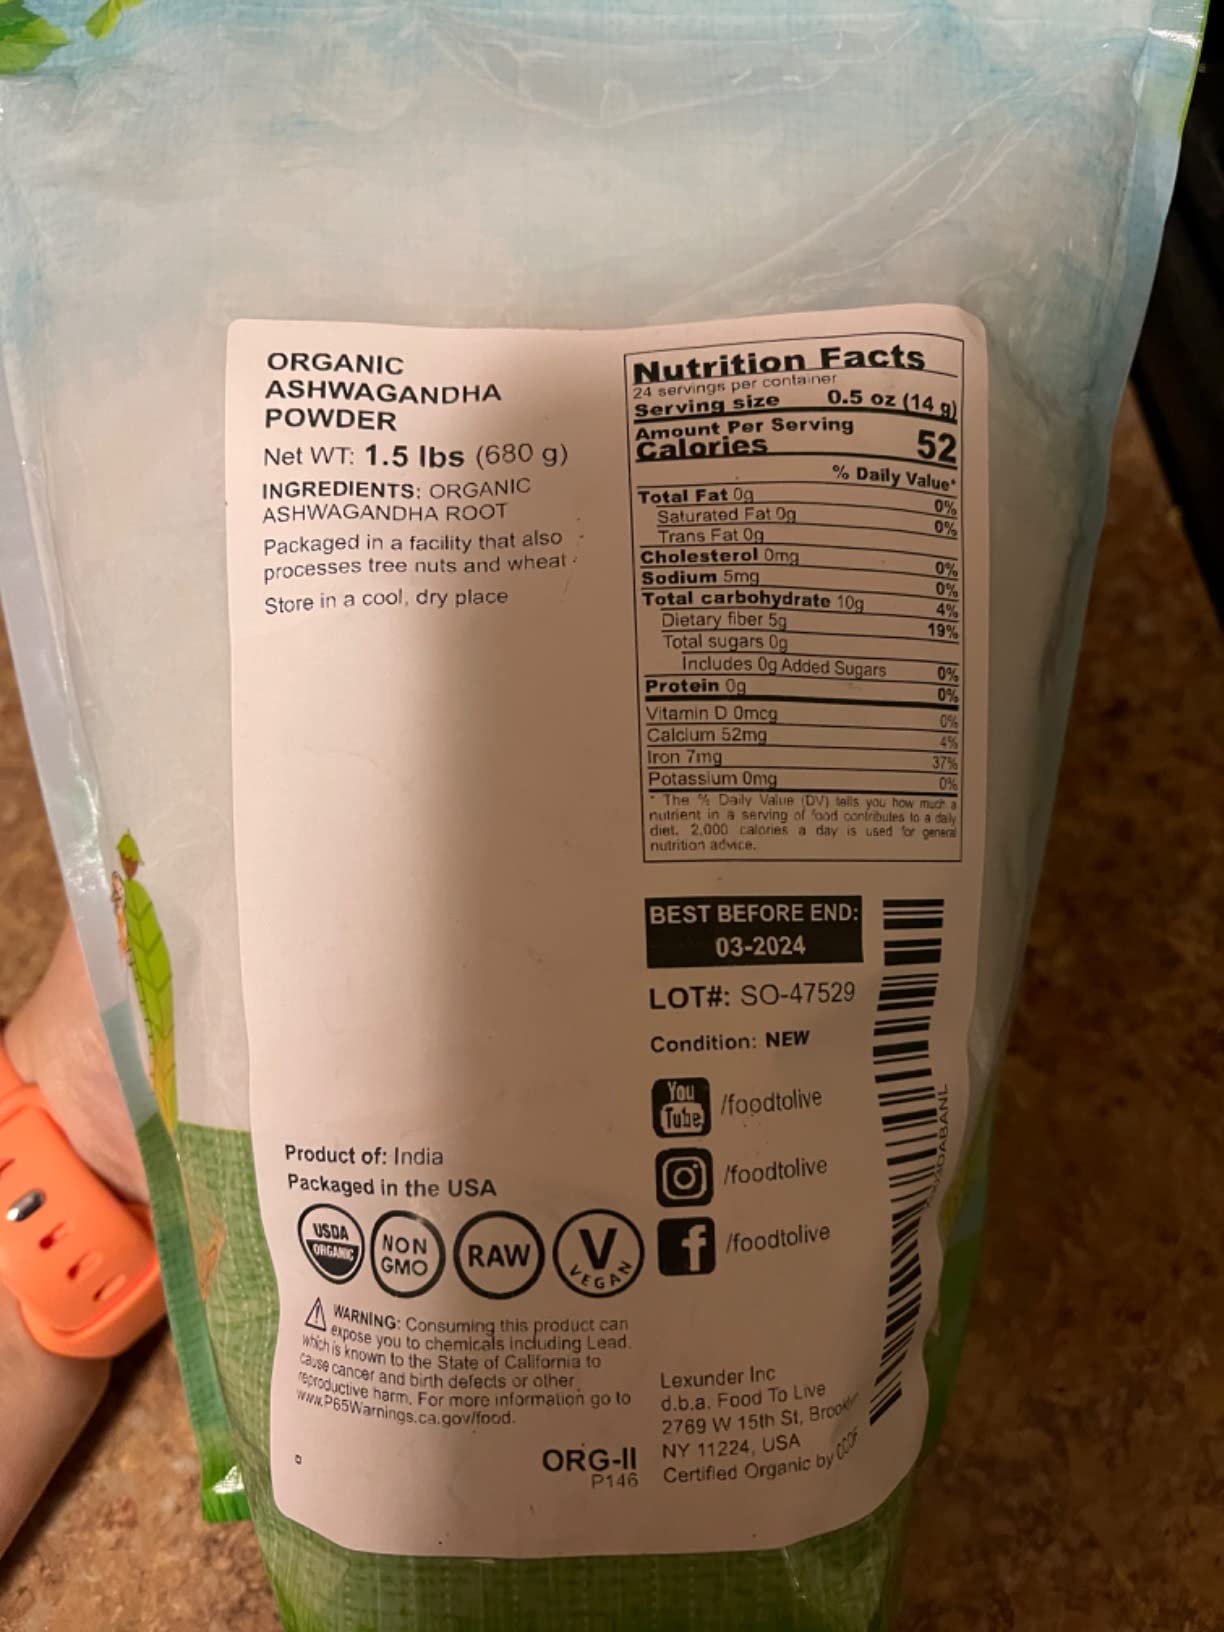 ORGANIC
ASHWAGANDHA
POWDER
Net WT: 1.5 lbs (680 g)
INGREDIENTS: ORGANIC
ASHWAGANDHA ROOT
Packaged in a facility that also
processes tree nuts and wheat
Store in a cool, dry place
Nutrition Facts
24 servings per container
Serving size 0.5 oz (14 g)
Amount Per Serving
Calories 52
% Daily Value*
Total Fat 0g 0%
Saturated Fat 0g 0%
Trans Fat 0g
Cholesterol 0mg 0%
Sodium 5mg 0%
Total carbohydrate 10g 4%
Dietary fiber 5g 19%
Total sugars 0g
Includes 0g Added Sugars 0%
Protein 0g 0%
Vitamin D 0mcg 0%
Calcium 52mg 4%
Iron 7mg 37%
Potassium 0mg 0%
* The % Daily Value (DV) tells you how much a
nutrient in a serving of food contributes to a daily
diet. 2,000 calories a day is used for general
nutrition advice.
BEST BEFORE END:
03-2024
LOT#: SO-47529
Condition: NEW
You
Tube /foodtolive
/foodtolive
f /foodtolive
Product of: India
Packaged in the USA
USDA
ORGANIC
NON
GMO
RAW
V
VEGAN
WARNING: Consuming this product can
expose you to chemicals including Lead.
which is known to the State of California to
cause cancer and birth defects or other
reproductive harm. For more information go to
www.P65Warnings.ca.gov/food.
ORG-II
P146
Lexunder Inc
d.b.a. Food To Live
2769 W 15th St, Brooklyn
NY 11224, USA
Certified Organic by CCOF